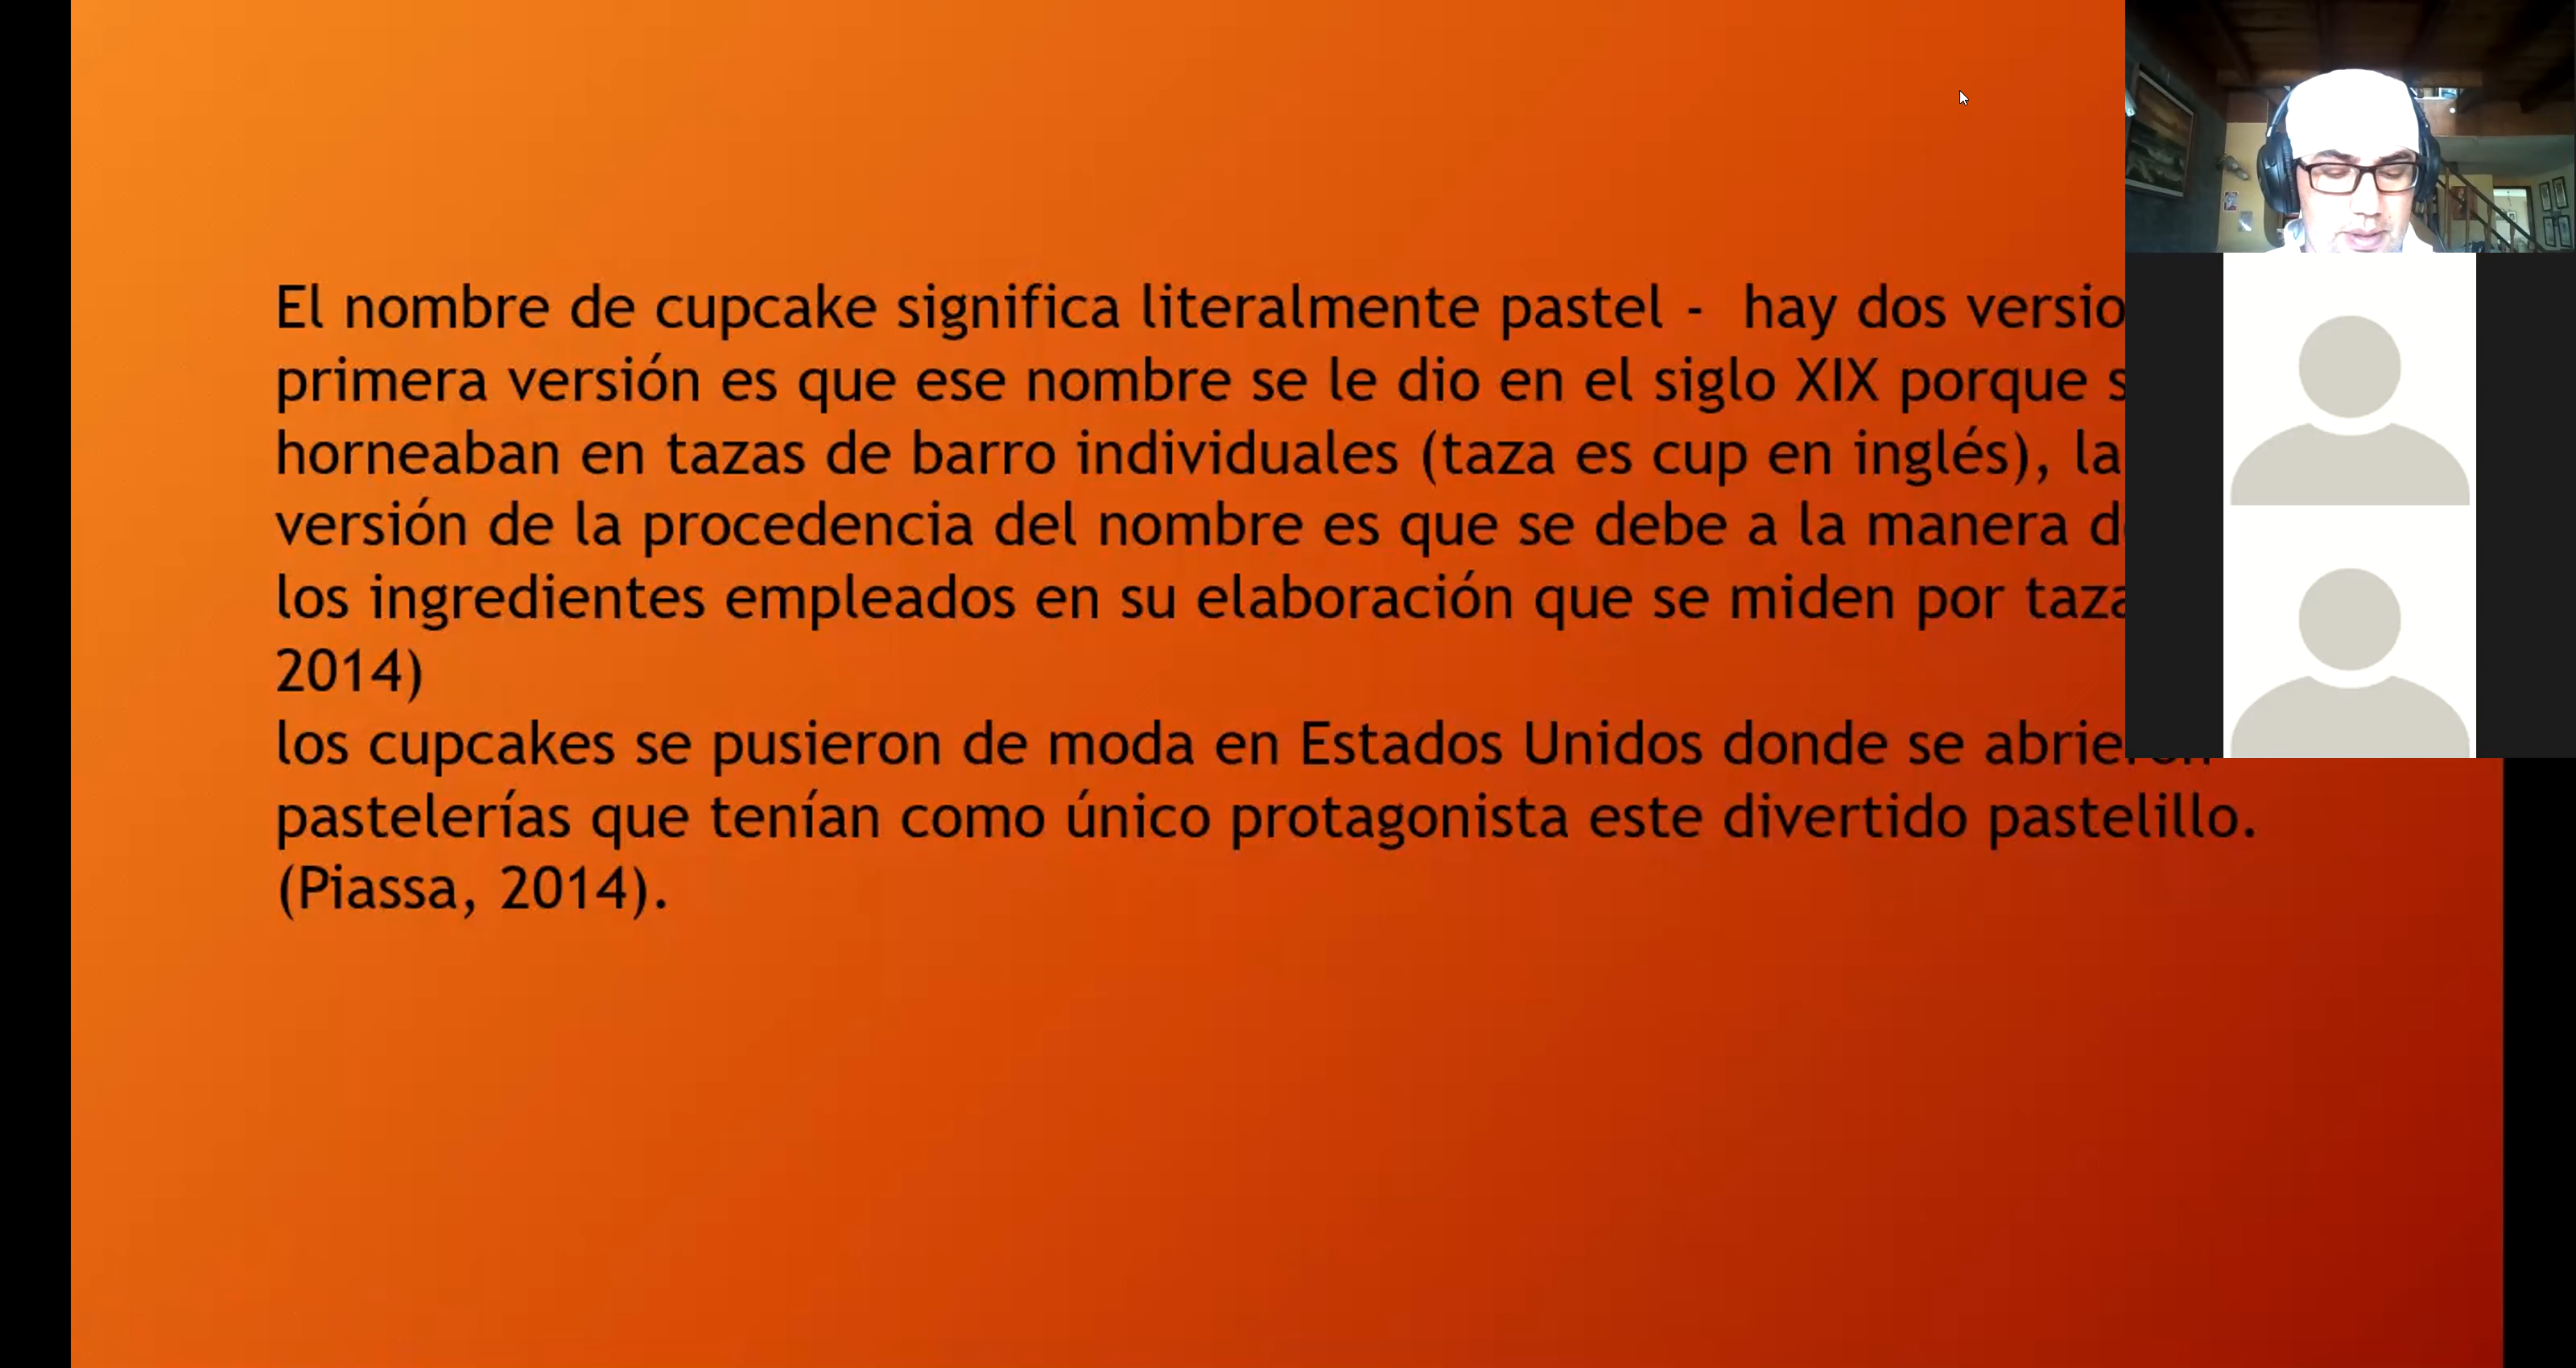 El nombre de cupcake significa literalmente pastel - hay dos
primera versión es que ese nombre se le dio en el siglo XIX porque
horneaban en tazas de barro individuales (taza es cup en inglés), la
versión de la procedencia del nombre es que se debe a la manera
los ingredientes empleados en su elaboración que se miden por
2014)
los cupcakes se pusieron de moda en Estados Unidos donde se abrieron
pastelerías que tenían como único protagonista este divertido pastelillo.
(Piassa, 2014).